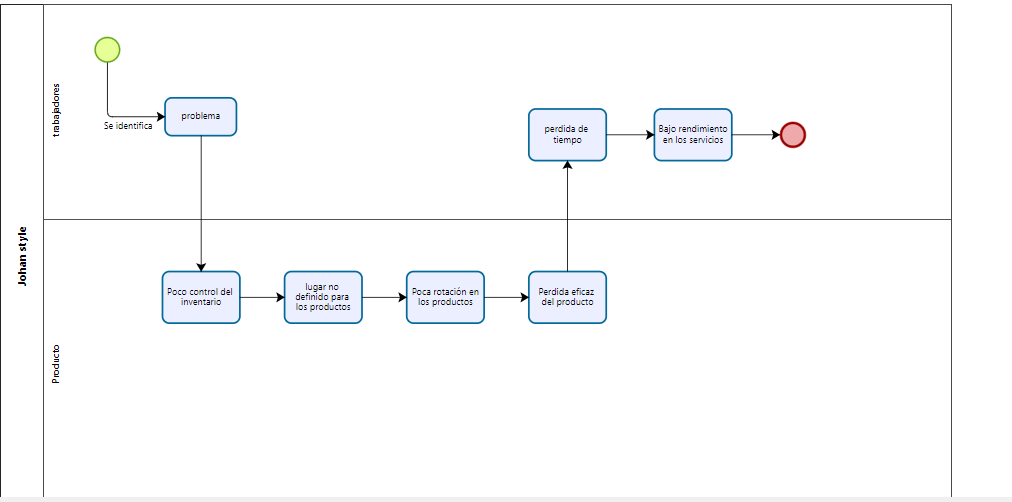 Johan style
trabajadores
Se identifica
problema
perdida de
tiempo
Bajo rendimiento
en los servicios
Producto
Poco control del
inventario
lugar no
definido para
los productos
Poca rotación en
los productos
Perdida eficaz
del producto